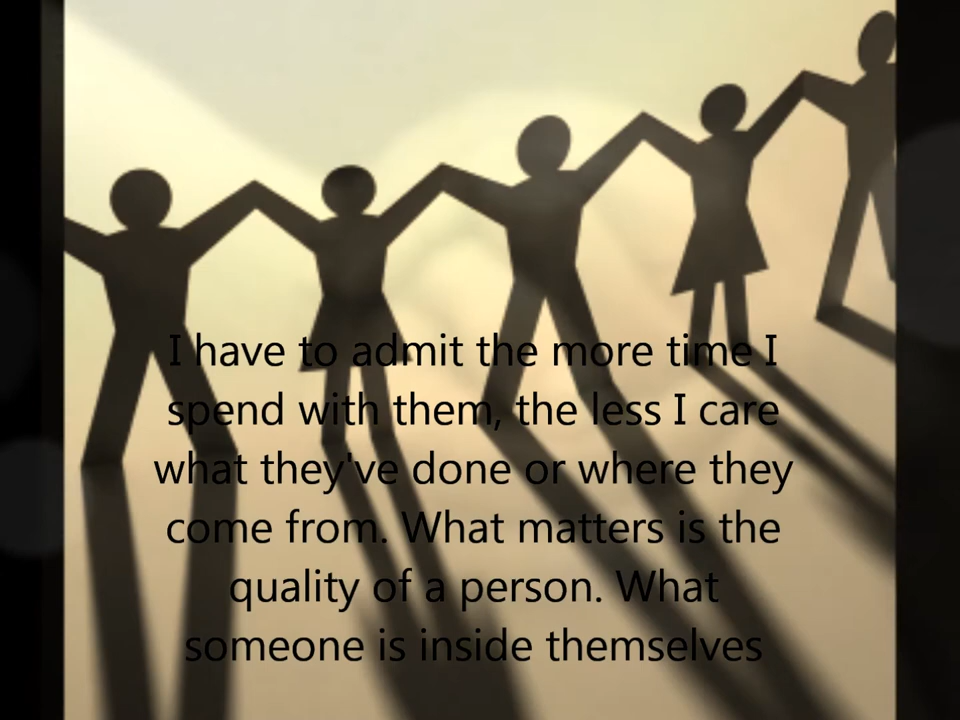 I have to admit the more time I
spend with them, the less I care
what they've done or where they
come from. What matters is the
quality of a person. What
someone is inside themselves